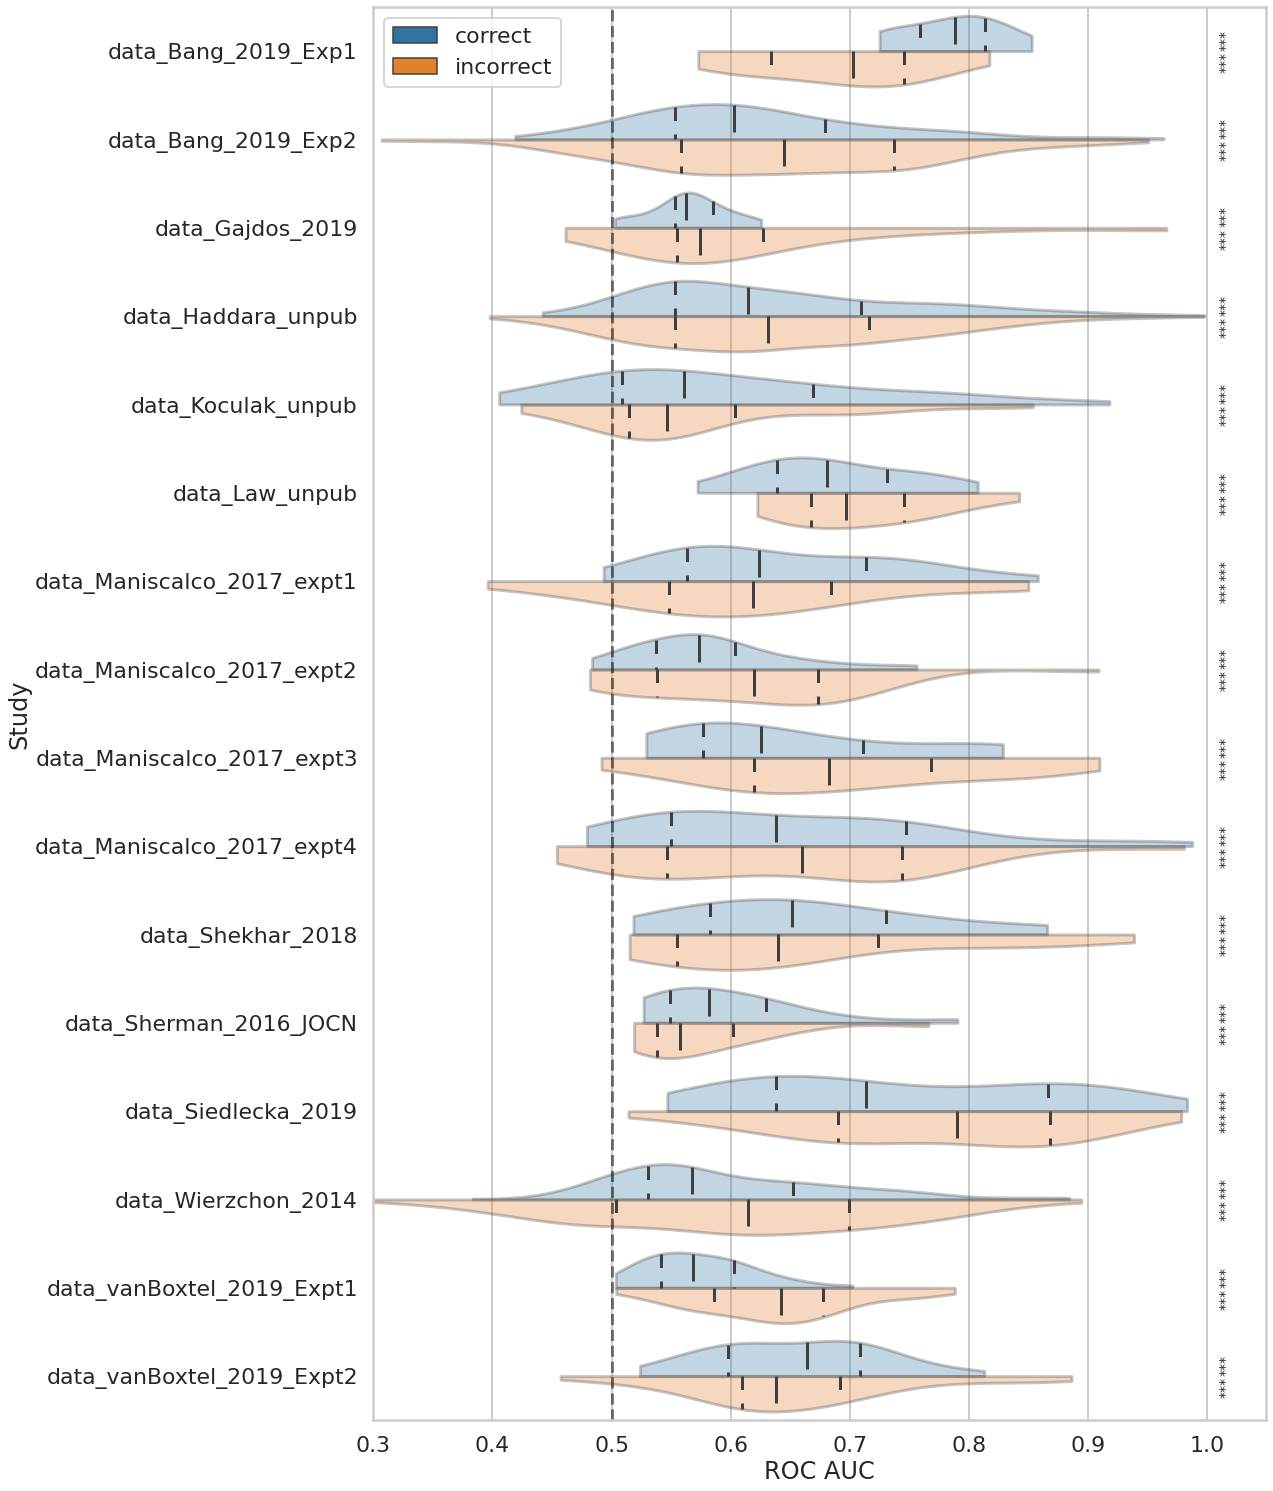 correct
incorrect
data_Bang_2019_Exp1
******
data_Bang_2019_Exp2
******
data_Gajdos_2019
******
data_Haddara_unpub
******
data_Koculak_unpub
******
data_Law_unpub
******
data_Maniscalco_2017_expt1
******
data_Maniscalco_2017_expt2
******
data_Maniscalco_2017_expt3
******
data_Maniscalco_2017_expt4
******
data_Shekhar_2018
******
data_Sherman_2016_JOCN
******
data_Siedlecka_2019
******
data_Wierzchon_2014
******
data_vanBoxtel_2019_Expt1
******
data_vanBoxtel_2019_Expt2
******
Study
0.3 0.4 0.5 0.6 0.7 0.8 0.9 1.0
ROC AUC